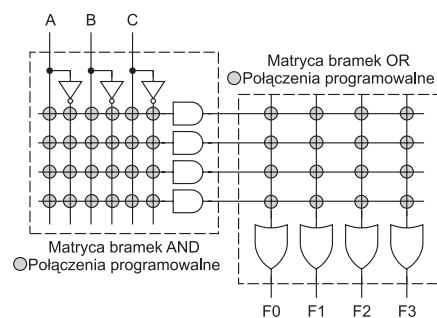 A B C
Matryca bramek OR
Połączenia programowalne
Matryca bramek AND
Połączenia programowalne
F0 F1 F2 F3